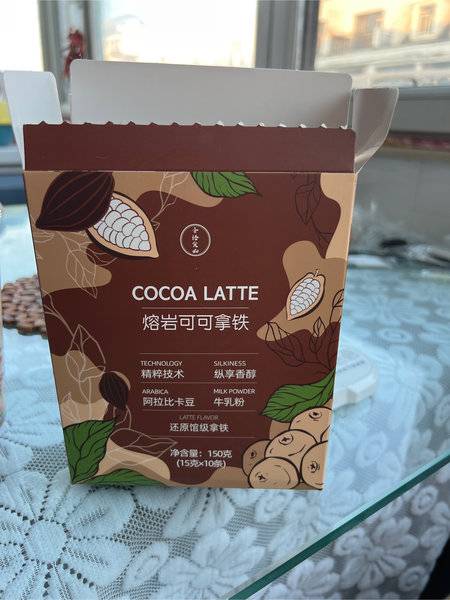 COCOA LATTE
熔岩可可拿铁
TECHNOLOGY
精粹技术
SILKINESS
纵享香醇
ARABICA
阿拉比卡豆
MILK POWDER
牛乳粉
LATTE FLAVOR
还原馆级拿铁
净含量：150克
(15克×10条)